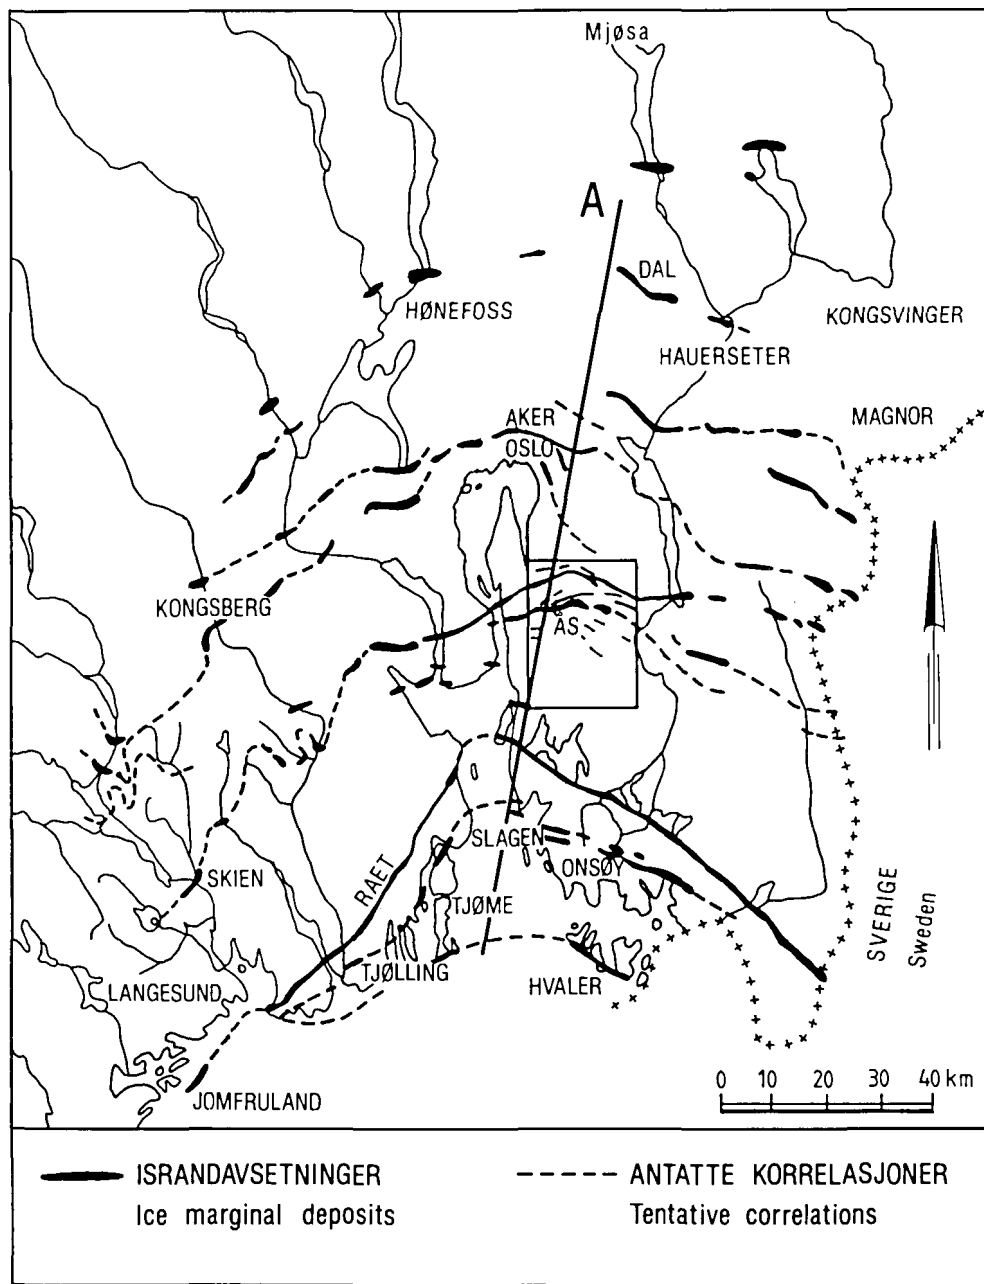 Mjøsa
A
DAL
HØNEFOSS
KONGSVINGER
HAUERSETER
AKER
MAGNOR
OSLO
KONGSBERG
ÅS
SLAGEN
ONSØY
SKIEN
RAET
TJØME
SVERIGE
Sweden
TJØLLING
HVALER
LANGESUND
JOMFRULAND
0 10 20 30 40 km
ISRANDAVSETNINGER
Ice marginal deposits
ANTATTE KORRELASJONER
Tentative correlations